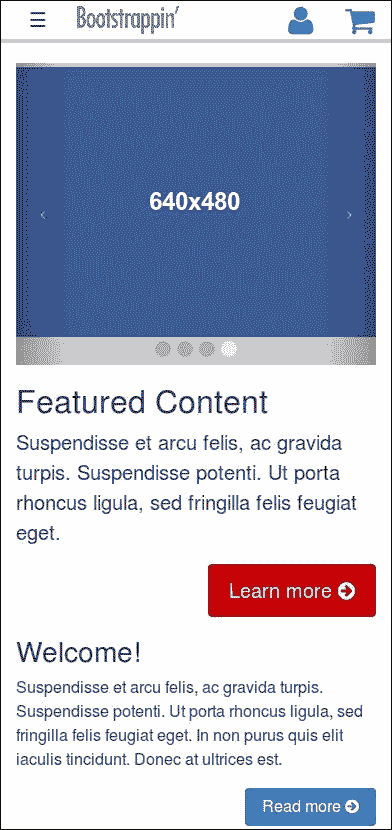 Bootstrappin'
640x480
Featured Content
Suspendisse et arcu felis, ac gravida
turpis. Suspendisse potenti. Ut porta
rhoncus ligula, sed fringilla felis feugiat
eget.
Learn more
Welcome!
Suspendisse et arcu felis, ac gravida turpis.
Suspendisse potenti. Ut porta rhoncus ligula, sed
fringilla felis feugiat eget. In non purus quis elit
iaculis tincidunt. Donec at ultrices est.
Read more